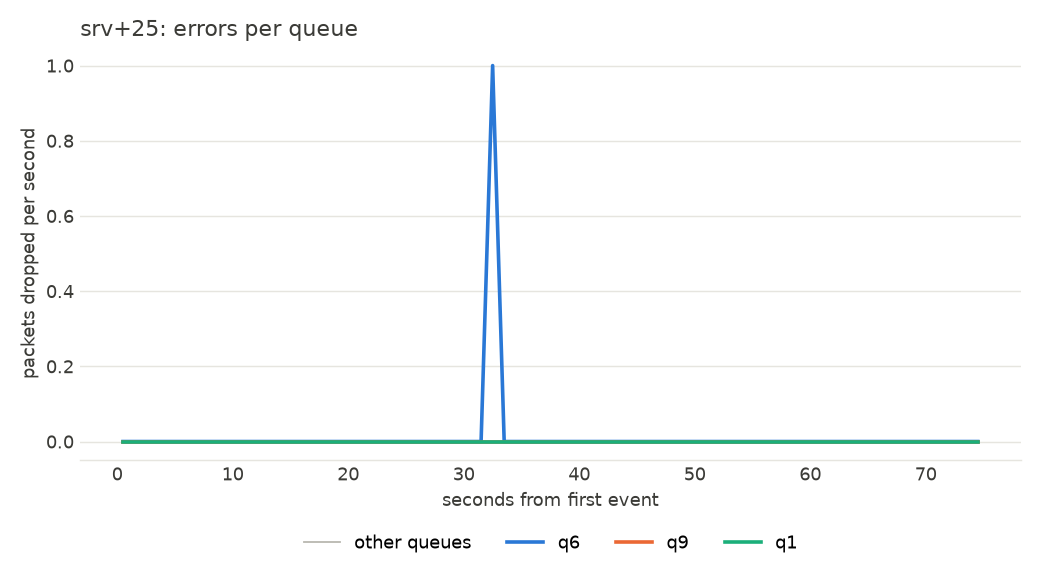 srv+25: errors per queue
packets dropped per second
1.0
0.8
0.6
0.4
0.2
0.0
0 10 20 30 40 50 60 70
seconds from first event
other queues q6 q9 q1